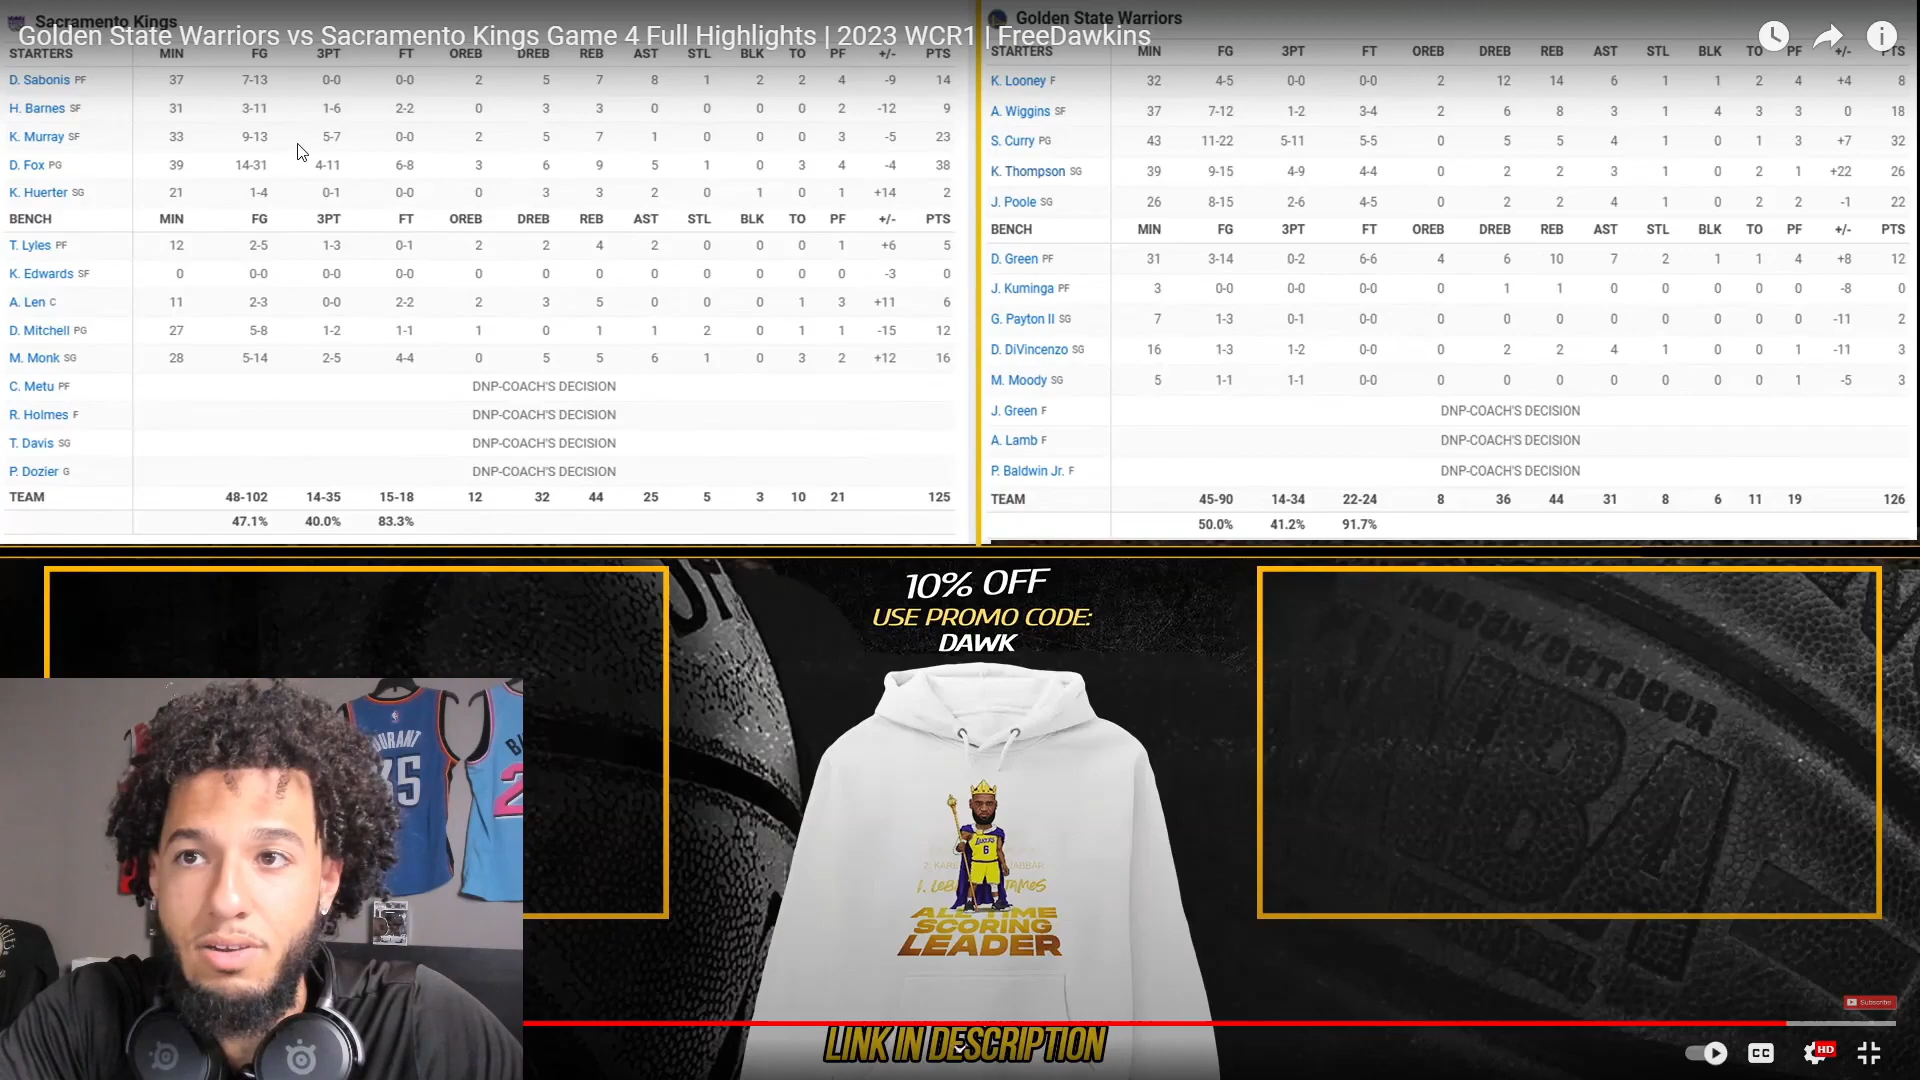 Sacramento Kings
Golden State Warriors
Golden State Warriors vs Sacramento Kings Game 4 Full Highlights | 2023 WCR1 | FreeDawkins
STARTERS MIN FG 3PT FT OREB DREB REB AST STL BLK TO PF +/- PTS
D. Sabonis PF 37 7-13 0-0 0-0 2 5 7 8 1 2 2 4 -9 14
H. Barnes SF 31 3-11 1-6 2-2 0 3 3 0 0 0 0 2 -12 9
K. Murray SF 33 9-13 5-7 0-0 2 5 7 1 0 0 0 3 -5 23
D. Fox PG 39 14-31 4-11 6-8 3 6 9 5 1 0 3 4 -4 38
K. Huerter SG 21 1-4 0-1 0-0 0 3 3 2 0 1 0 1 +14 2
BENCH MIN FG 3PT FT OREB DREB REB AST STL BLK TO PF +/- PTS
T. Lyles PF 12 2-5 1-3 0-1 2 2 4 2 0 0 0 1 +6 5
K. Edwards SF 0 0-0 0-0 0-0 0 0 0 0 0 0 0 0 -3 0
A. Len C 11 2-3 0-0 2-2 2 3 5 0 0 0 1 3 +11 6
D. Mitchell PG 27 5-8 1-2 1-1 1 0 1 1 2 0 1 1 -15 12
M. Monk SG 28 5-14 2-5 4-4 0 5 5 6 1 0 3 2 +12 16
C. Metu PF DNP-COACH'S DECISION
R. Holmes F DNP-COACH'S DECISION
T. Davis SG DNP-COACH'S DECISION
P. Dozier G DNP-COACH'S DECISION
TEAM 48-102 14-35 15-18 12 32 44 25 5 3 10 21 125
47.1% 40.0% 83.3%
STARTERS MIN FG 3PT FT OREB DREB REB AST STL BLK TO PF +/- PTS
K. Looney F 32 4-5 0-0 0-0 2 12 14 6 1 1 2 4 +4 8
A. Wiggins SF 37 7-12 1-2 3-4 2 6 8 3 1 4 3 3 0 18
S. Curry PG 43 11-22 5-11 5-5 0 5 5 4 1 0 1 3 +7 32
K. Thompson SG 39 9-15 4-9 4-4 0 2 2 3 1 0 2 1 +22 26
J. Poole SG 26 8-15 2-6 4-5 0 2 2 4 1 0 2 2 -1 22
BENCH MIN FG 3PT FT OREB DREB REB AST STL BLK TO PF +/- PTS
D. Green PF 31 3-14 0-2 6-6 4 6 10 7 2 1 1 4 +8 12
J. Kuminga PF 3 0-0 0-0 0-0 0 1 1 0 0 0 0 0 -8 0
G. Payton II SG 7 1-3 0-1 0-0 0 0 0 0 0 0 0 0 -11 2
D. DiVincenzo SG 16 1-3 1-2 0-0 0 2 2 4 1 0 0 1 -11 3
M. Moody SG 5 1-1 1-1 0-0 0 0 0 0 0 0 0 1 -5 3
J. Green F DNP-COACH'S DECISION
A. Lamb F DNP-COACH'S DECISION
P. Baldwin Jr. F DNP-COACH'S DECISION
TEAM 45-90 14-34 22-24 8 36 44 31 8 6 11 19 126
50.0% 41.2% 91.7%
10% OFF
USE PROMO CODE:
DAWK
INDOOR/OUTDOOR
URANT
35
LAKERS
6
ALL TIME
SCORING
LEADER
LINK IN DESCRIPTION
Subscribe
CC
HD